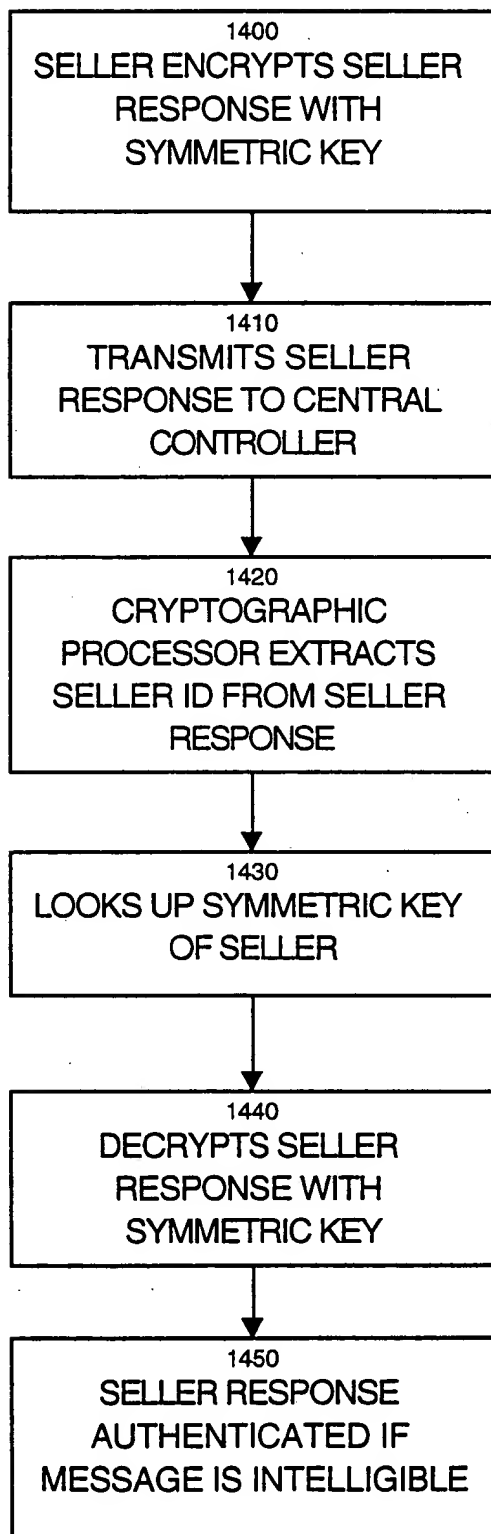 1400
SELLER ENCRYPTS SELLER
RESPONSE WITH
SYMMETRIC KEY
1410
TRANSMITS SELLER
RESPONSE TO CENTRAL
CONTROLLER
1420
CRYPTOGRAPHIC
PROCESSOR EXTRACTS
SELLER ID FROM SELLER
RESPONSE
1430
LOOKS UP SYMMETRIC KEY
OF SELLER
1440
DECRYPTS SELLER
RESPONSE WITH
SYMMETRIC KEY
1450
SELLER RESPONSE
AUTHENTICATED IF
MESSAGE IS INTELLIGIBLE